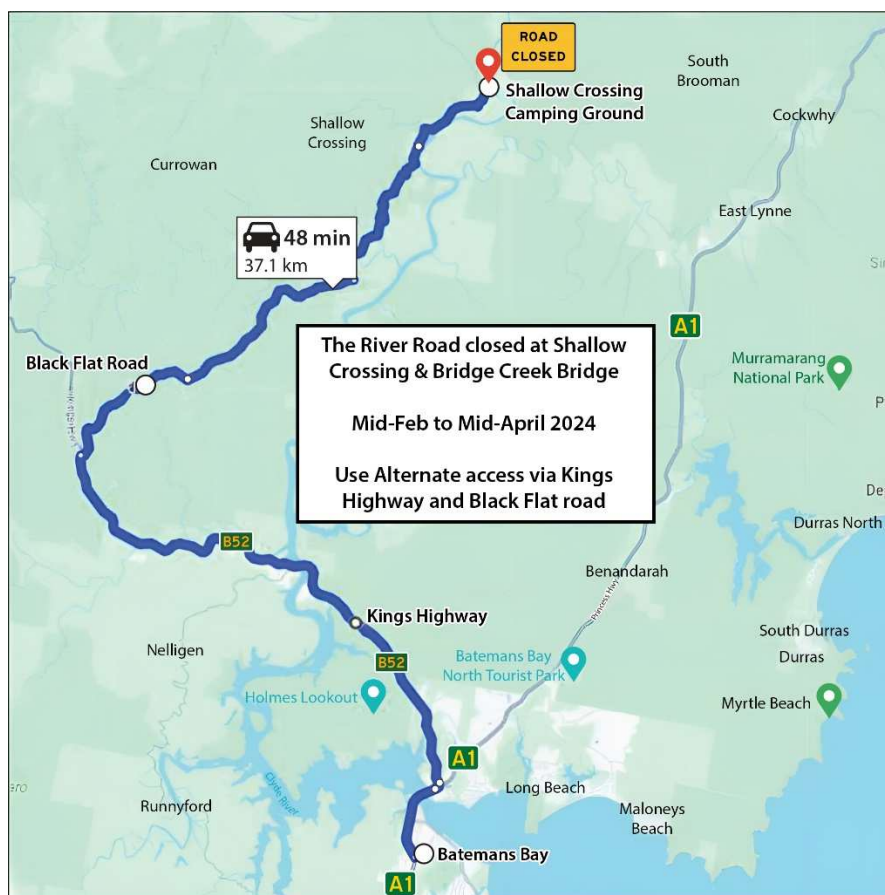 ROAD
CLOSED
South
Brooman
Shallow Crossing
Camping Ground
Cockwhy
Shallow
Crossing
Currowan
East Lynne
48 min
37.1 km
A1
The River Road closed at Shallow
Crossing & Bridge Creek Bridge
Mid-Feb to Mid-April 2024
Use Alternate access via Kings
Highway and Black Flat road
Black Flat Road
Murramarang
National Park
Durras North
B52
Benandarah
Princess Hwy
Kings Highway
South Durras
Durras
Nelligen
B52
Batemans Bay
North Tourist Park
Holmes Lookout
Myrtle Beach
A1
Long Beach
Clyde River
Runnyford
Maloneys
Beach
Batemans Bay
A1